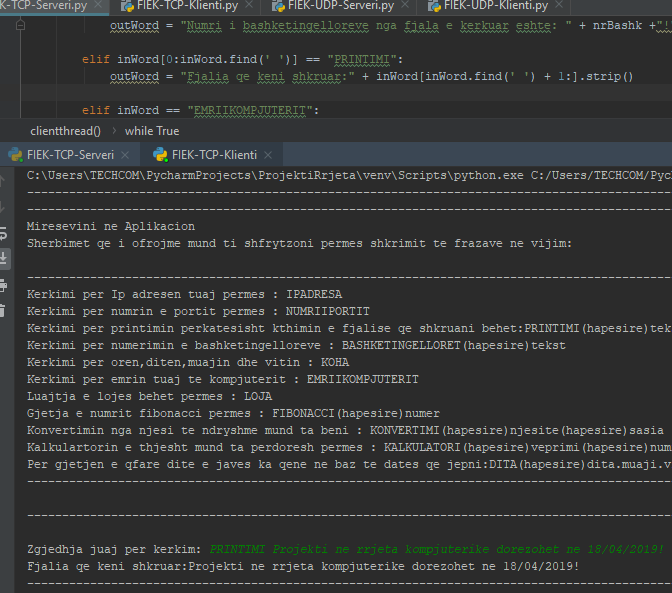 K-TCP-Serveri.py FIEK-TCP-Klienti.py FIEK-UDP-Serveri.py FIEK-UDP-Klienti.py
outWord = "Numri i bashketingelloreve nga fjala e kerkuar eshte: " + nrBashk +"!
elif inWord[0:inWord.find(' ')] == "PRINTIMI":
outWord = "Fjalia qe keni shkruar:" + inWord[inWord.find(' ') + 1:].strip()
elif inWord == "EMRIIKOMPJUTERIT":
clientthread() while True
FIEK-TCP-Serveri FIEK-TCP-Klienti
C:\Users\TECHCOM\PycharmProjects\ProjektiRrjeta\venv\Scripts\python.exe C:/Users/TECHCOM/Pyc
Miresevini ne Aplikacion
Sherbimet qe i ofrojme mund ti shfrytzoni permes shkrimit te frazave ne vijim:
Kerkimi per Ip adresen tuaj permes : IPADRESA
Kerkimi per numrin e portit permes : NUMRIIPORTIT
Kerkimi per printimin perkatesisht kthimin e fjalise qe shkruani behet:PRINTIMI(hapesire)tek
Kerkimi per numerimin e bashketingelloreve : BASHKETINGELLORET(hapesire)tekst
Kerkimi per oren,diten,muajin dhe vitin : KOHA
Kerkimi per emrin tuaj te kompjuterit : EMRIIKOMPJUTERIT
Luajtja e lojes behet permes : LOJA
Gjetja e numrit fibonacci permes : FIBONACCI(hapesire)numer
Konvertimin nga njesi te ndryshme mund ta beni : KONVERTIMI(hapesire)njesite(hapesire)sasia
Kalkulartorin e thjesht mund ta perdoresh permes : KALKULATORI(hapesire)veprimi(hapesire)num
Per gjetjen e qfare dite e javes ka qene ne baz te dates qe jepni:DITA(hapesire)dita.muaji.v
Zgjedhja juaj per kerkim: PRINTIMI Projekti ne rrjeta kompjuterike dorezohet ne 18/04/2019!
Fjalia qe keni shkruar:Projekti ne rrjeta kompjuterike dorezohet ne 18/04/2019!